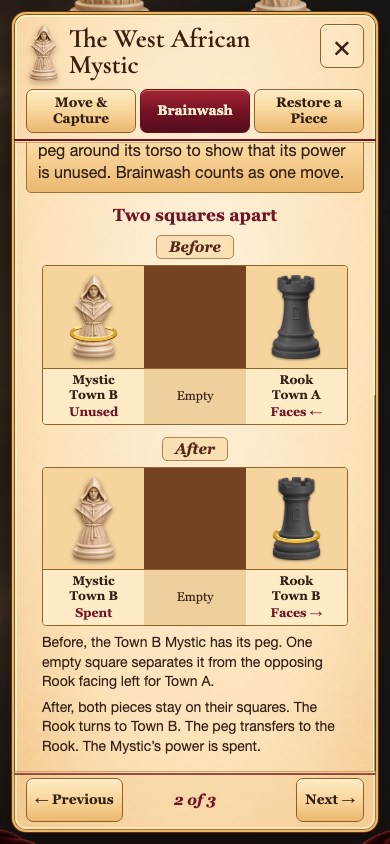 The West African
Mystic
×
Move &
Capture
Brainwash
Restore a
Piece
peg around its torso to show that its power
is unused. Brainwash counts as one move.
Two squares apart
Before
Mystic
Town B
Unused
Empty
Rook
Town A
Faces ←
After
Mystic
Town B
Spent
Empty
Rook
Town B
Faces →
Before, the Town B Mystic has its peg. One
empty square separates it from the opposing
Rook facing left for Town A.
After, both pieces stay on their squares. The
Rook turns to Town B. The peg transfers to the
Rook. The Mystic’s power is spent.
← Previous
2 of 3
Next →